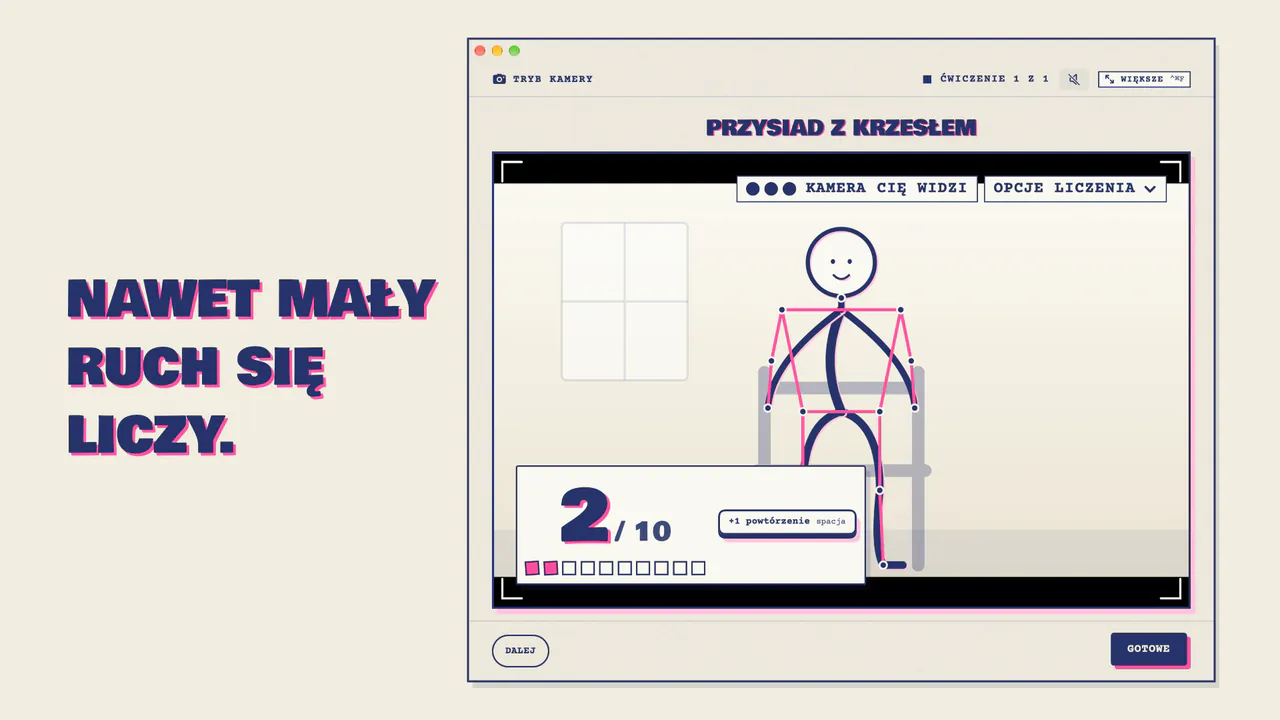 TRYB KAMERY
ĆWICZENIE 1 Z 1
WIĘKSZE
PRZYSIAD Z KRZESŁEM
KAMERA CIĘ WIDZI
OPCJE LICZENIA
NAWET MAŁY
RUCH SIĘ
LICZY.
2 / 10
+1 powtórzenie spacja
DALEJ
GOTOWE